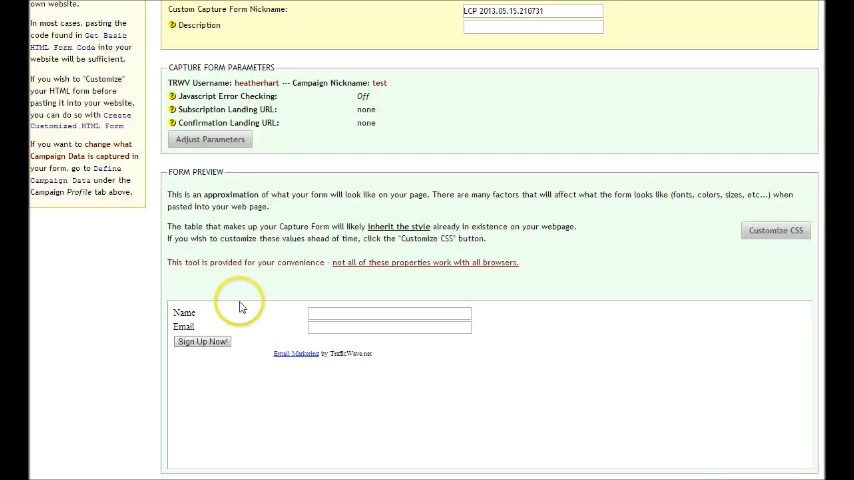 own website.
In most cases, pasting the
code found in Get Basic
HTML Form Code into your
website will be sufficient.
If you wish to "Customize"
your HTML form before
pasting it into your website,
you can do so with Create
Customized HTML Form
If you want to change what
Campaign Data is captured in
your form, go to Define
Campaign Data under the
Campaign Profile tab above.
Custom Capture Form Nickname:
LCP 2013.05.15.210731
? Description
CAPTURE FORM PARAMETERS
TRWV Username: heatherhart --- Campaign Nickname: test
? Javascript Error Checking: Off
? Subscription Landing URL: none
? Confirmation Landing URL: none
Adjust Parameters
FORM PREVIEW
This is an approximation of what your form will look like on your page. There are many factors that will affect what the form looks like (fonts, colors, sizes, etc...) when
pasted into your web page.
The table that makes up your Capture Form will likely inherit the style already in existence on your webpage.
If you wish to customize these values ahead of time, click the "Customize CSS" button.
Customize CSS
This tool is provided for your convenience - not all of these properties work with all browsers.
Name
Email
Sign Up Now!
Email Marketing by TrafficWave.net